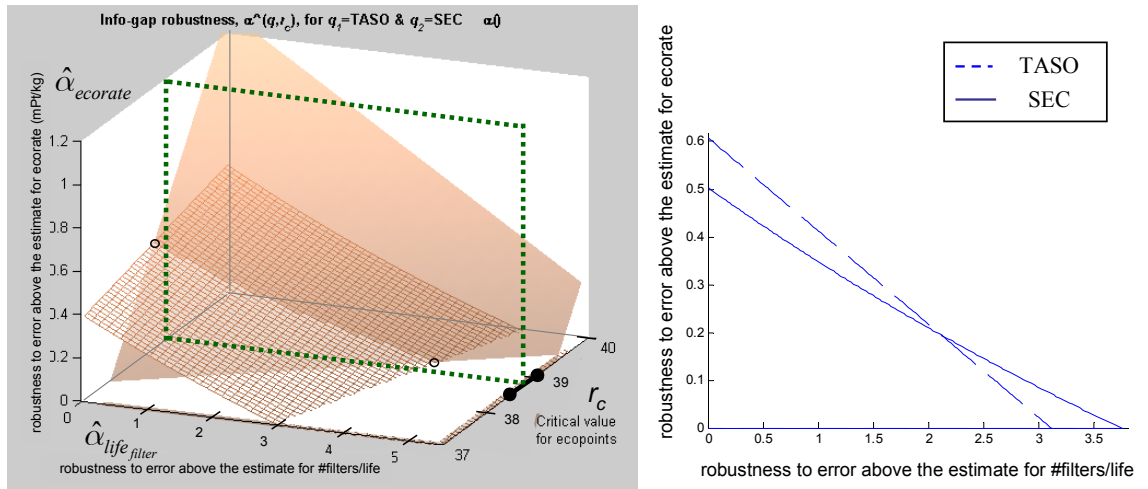 Info-gap robustness, α^(q,r_c), for q_1=TASO & q_2=SEC α()
α̂_ecorate
robustness to error above the estimate for ecorate (mPt/kg)
1.2
1
0.8
0.6
0.4
0.2
0
0
1
2
3
4
5
37
38
39
40
r_c
Critical value
for ecopoints
α̂_life_filter
robustness to error above the estimate for #filters/life
TASO
SEC
robustness to error above the estimate for ecorate
0.6
0.5
0.4
0.3
0.2
0.1
0
0
0.5
1
1.5
2
2.5
3
3.5
robustness to error above the estimate for #filters/life